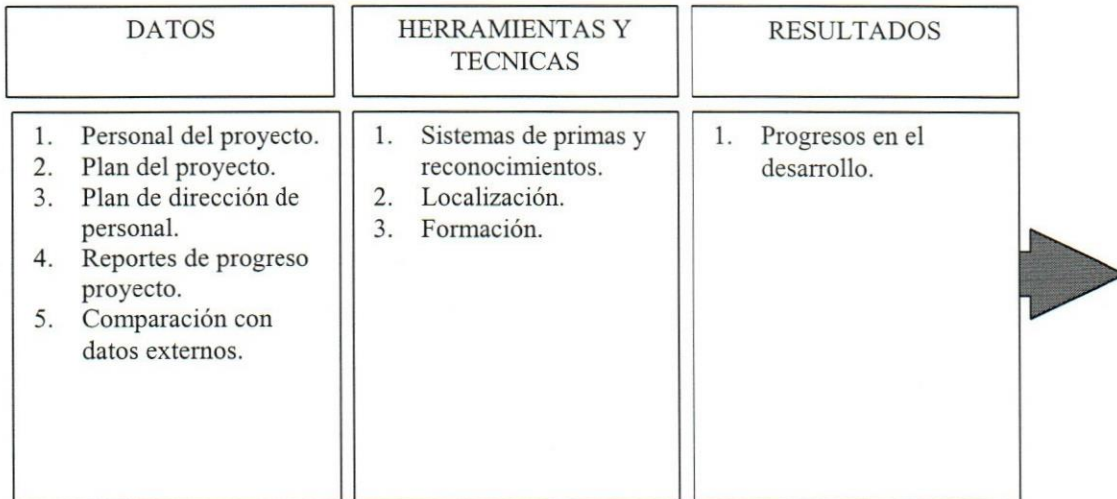 DATOS
HERRAMIENTAS Y
TECNICAS
RESULTADOS
1. Personal del proyecto.
2. Plan del proyecto.
3. Plan de dirección de
personal.
4. Reportes de progreso
proyecto.
5. Comparación con
datos externos.
1. Sistemas de primas y
reconocimientos.
2. Localización.
3. Formación.
1. Progresos en el
desarrollo.